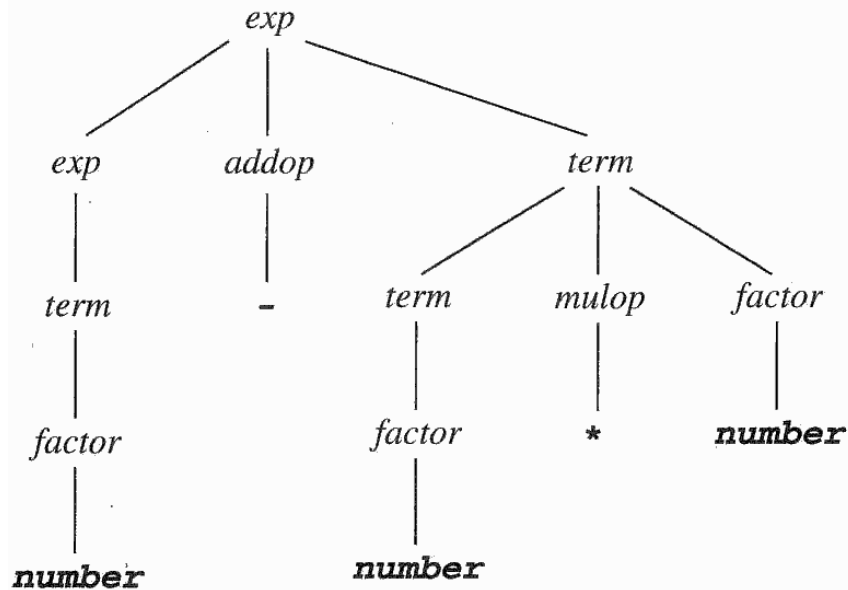 exp
exp addop term
term - term mulop factor
factor factor * number
number number